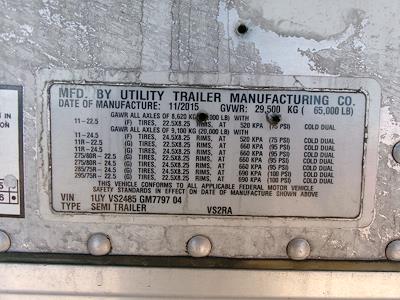 MFD. BY UTILITY TRAILER MANUFACTURING CO.
DATE OF MANUFACTURE: 11/2015 GVWR: 29,500 KG ( 65,000 LB)
GAWR ALL AXLES OF 8,620 KG 000 LB) WITH
11-22.5 (F) TIRES, 22.5X8.25 RIMS, AT 520 KPA (75 PSI) COLD DUAL
GAWR ALL AXLES OF 9,100 KG (20,000 LB) WITH
11-24.5 (F) TIRES, 24.5X8.25 RIMS, AT 520 KPA (75 PSI) COLD DUAL
11R-22.5 (G) TIRES, 22.5X8.25 RIMS, AT 660 KPA (95 PSI) COLD DUAL
11R-24.5 (G) TIRES, 24.5X8.25 RIMS, AT 660 KPA (95 PSI) COLD DUAL
275/80R-22.5 (G) TIRES, 22.5X8.25 RIMS, AT 660 KPA (95 PSI) COLD DUAL
275/80R-24.5 (G) TIRES, 24.5X8.25 RIMS, AT 660 KPA (95 PSI) COLD DUAL
285/75R-24.5 (G) TIRES, 24.5X8.25 RIMS, AT 660 KPA (95 PSI) COLD DUAL
295/75R-22.5 (G) TIRES, 22.5X8.25 RIMS, AT 690 KPA (100 PSI) COLD DUAL
THIS VEHICLE CONFORMS TO ALL APPLICABLE FEDERAL MOTOR VEHICLE
SAFETY STANDARDS IN EFFECT ON DATE OF MANUFACTURE SHOWN ABOVE.
VIN 1UY VS2485 GM7797 04
TYPE SEMI TRAILER VS2RA